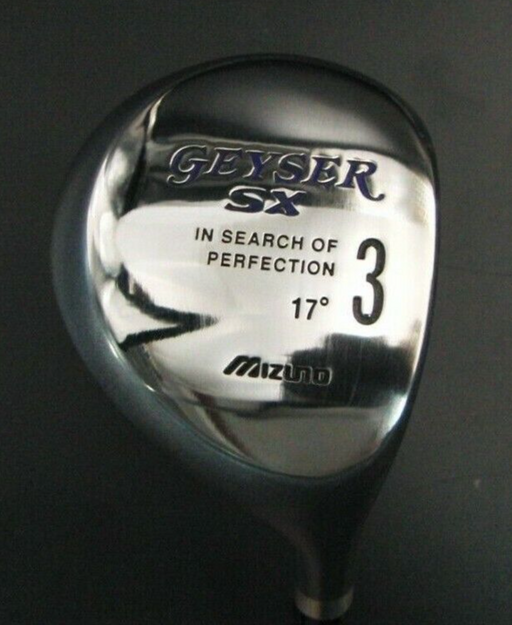 GEYSER
SX
IN SEARCH OF
PERFECTION
3
17°
MIZUNO